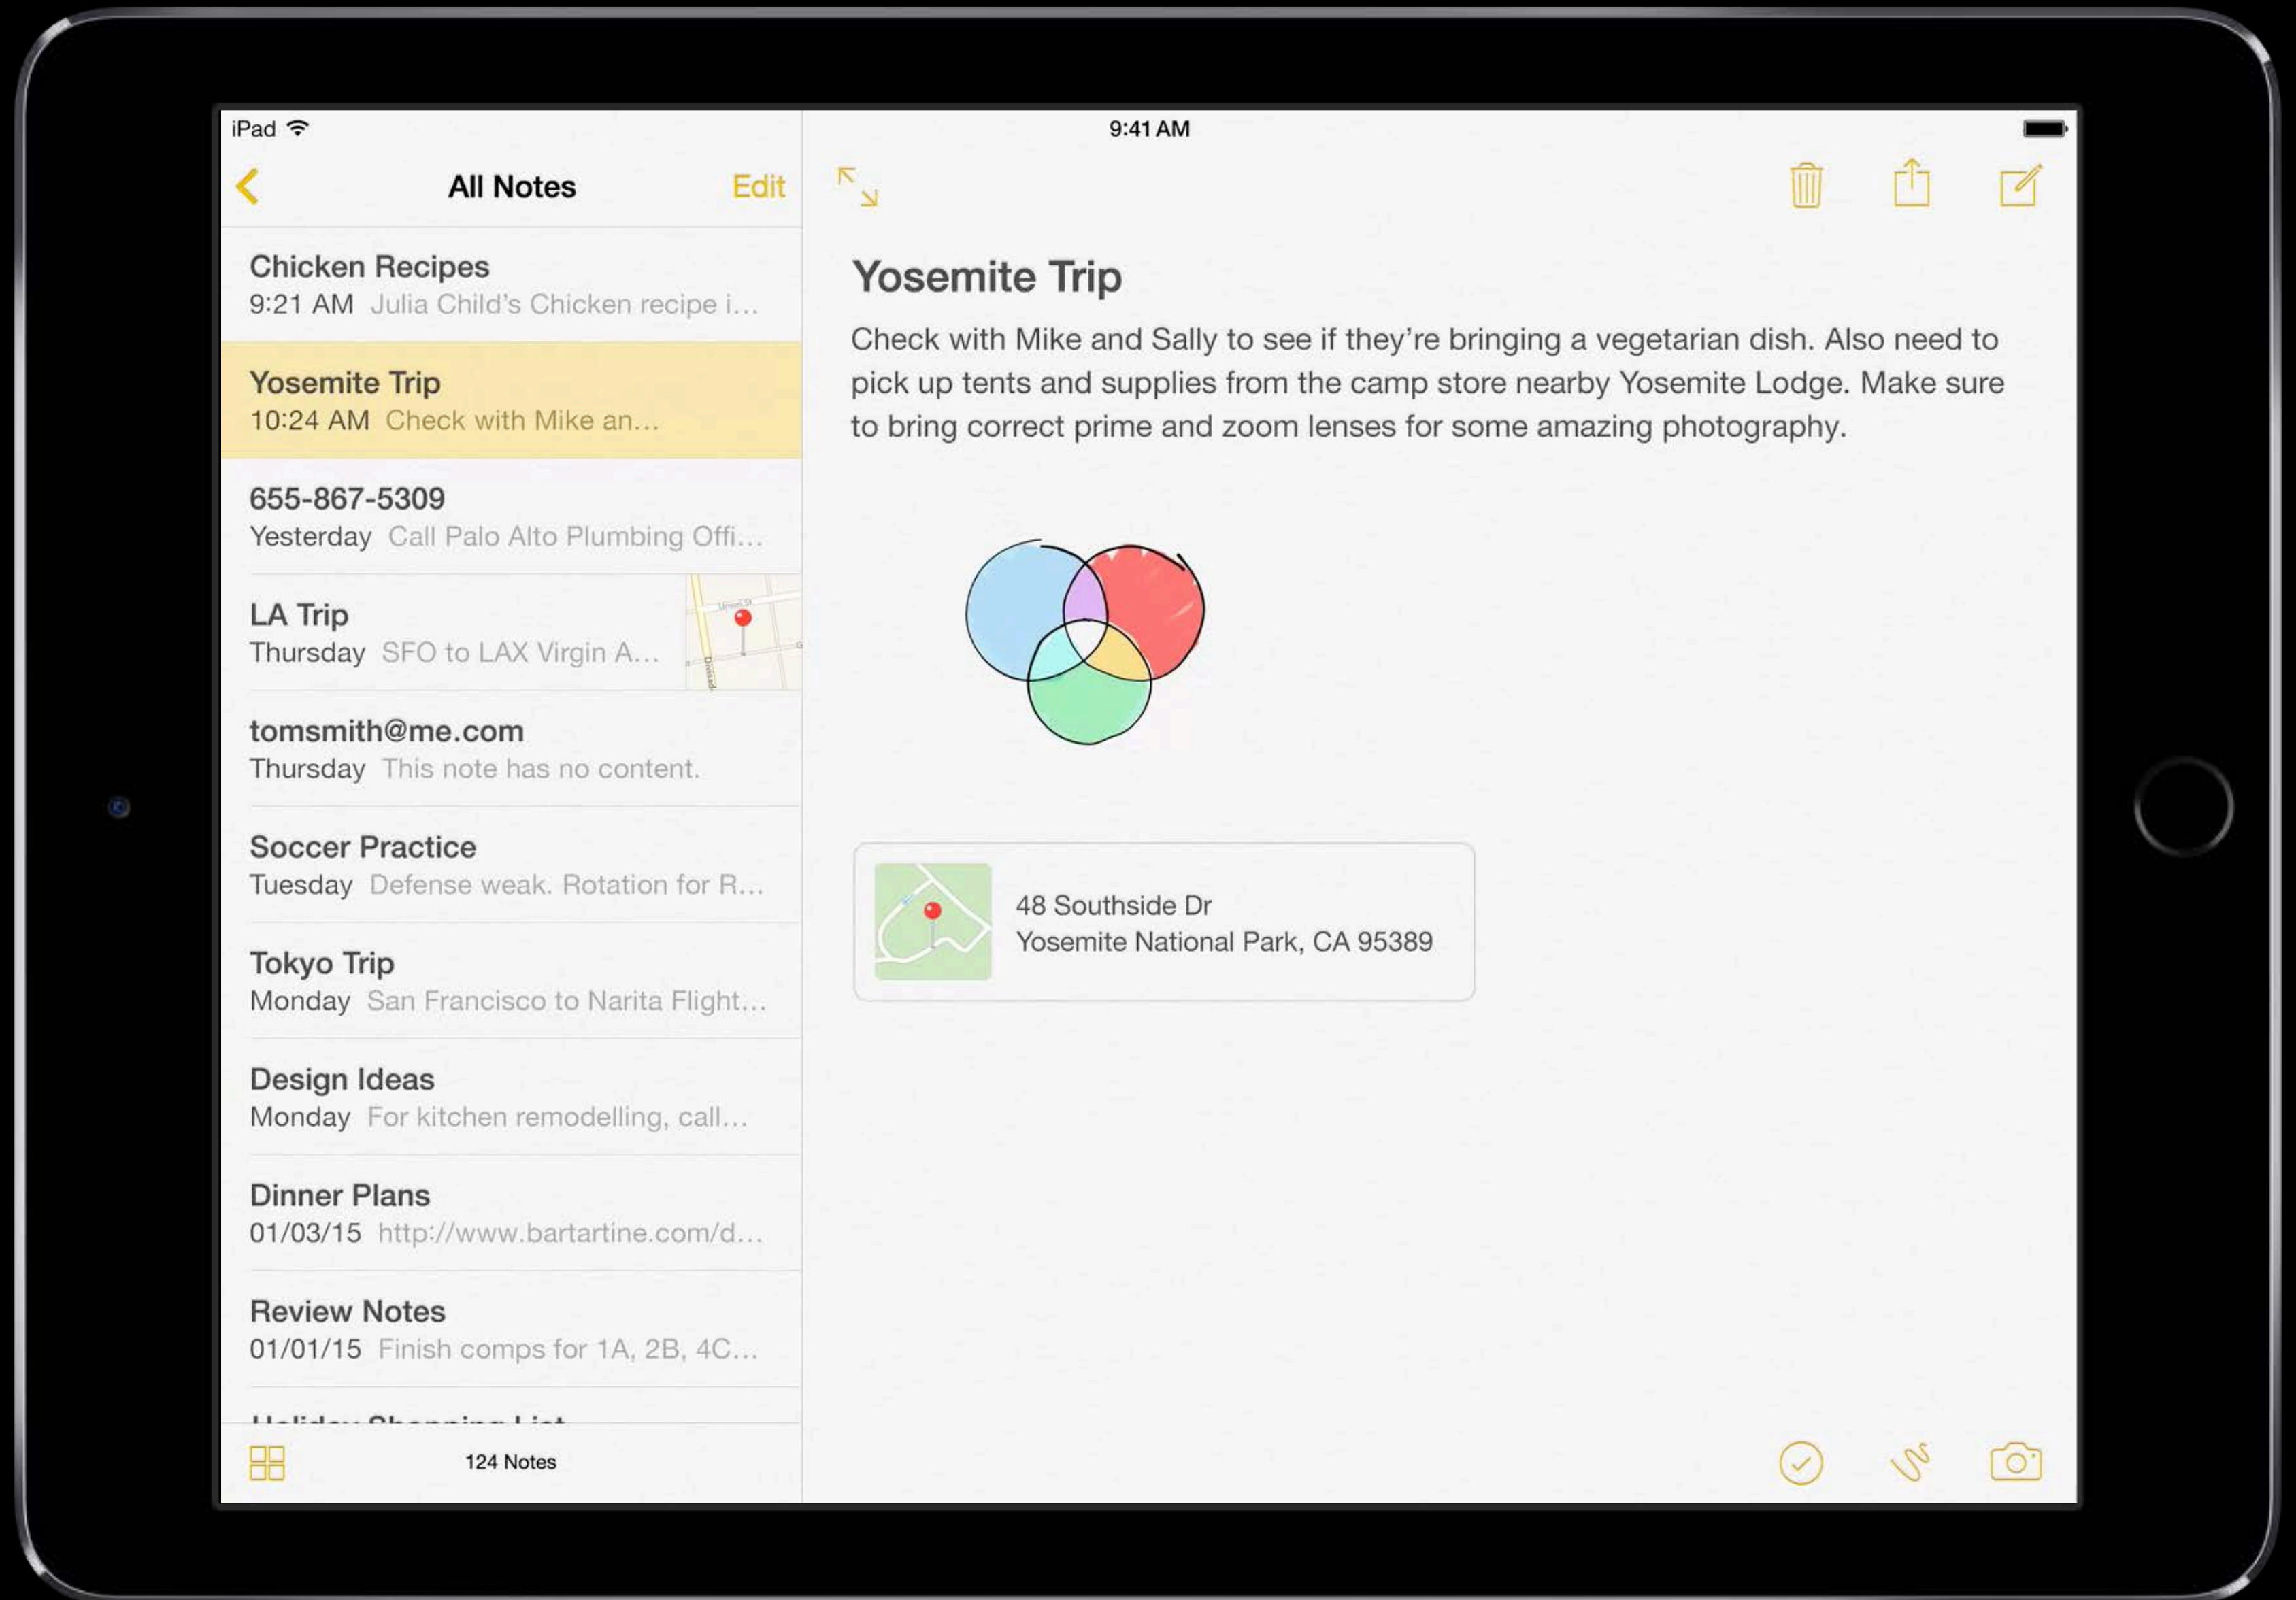 iPad
9:41 AM
All Notes
Edit
Chicken Recipes
9:21 AM Julia Child's Chicken recipe i...
Yosemite Trip
10:24 AM Check with Mike an...
655-867-5309
Yesterday Call Palo Alto Plumbing Offi...
LA Trip
Thursday SFO to LAX Virgin A...
Union St
tomsmith@me.com
Thursday This note has no content.
Soccer Practice
Tuesday Defense weak. Rotation for R...
Tokyo Trip
Monday San Francisco to Narita Flight...
Design Ideas
Monday For kitchen remodelling, call...
Dinner Plans
01/03/15 http://www.bartartine.com/d...
Review Notes
01/01/15 Finish comps for 1A, 2B, 4C...
Holiday Shopping List
124 Notes
Yosemite Trip
Check with Mike and Sally to see if they're bringing a vegetarian dish. Also need to
pick up tents and supplies from the camp store nearby Yosemite Lodge. Make sure
to bring correct prime and zoom lenses for some amazing photography.
48 Southside Dr
Yosemite National Park, CA 95389